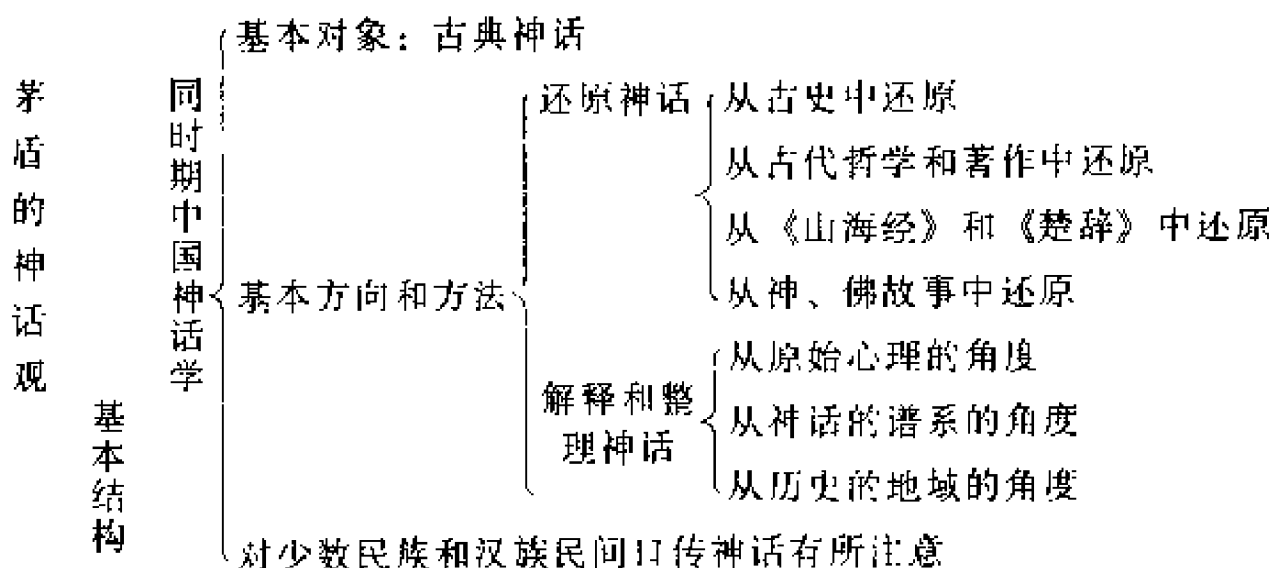 茅盾的神话观
基本结构
同时期中国神话学
基本对象：古典神话
基本方向和方法
还原神话
从古史中还原
从古代哲学和著作中还原
从《山海经》和《楚辞》中还原
从神、佛故事中还原
解释和整
理神话
从原始心理的角度
从神话的谱系的角度
从历史的地域的角度
对少数民族和汉族民间口传神话有所注意